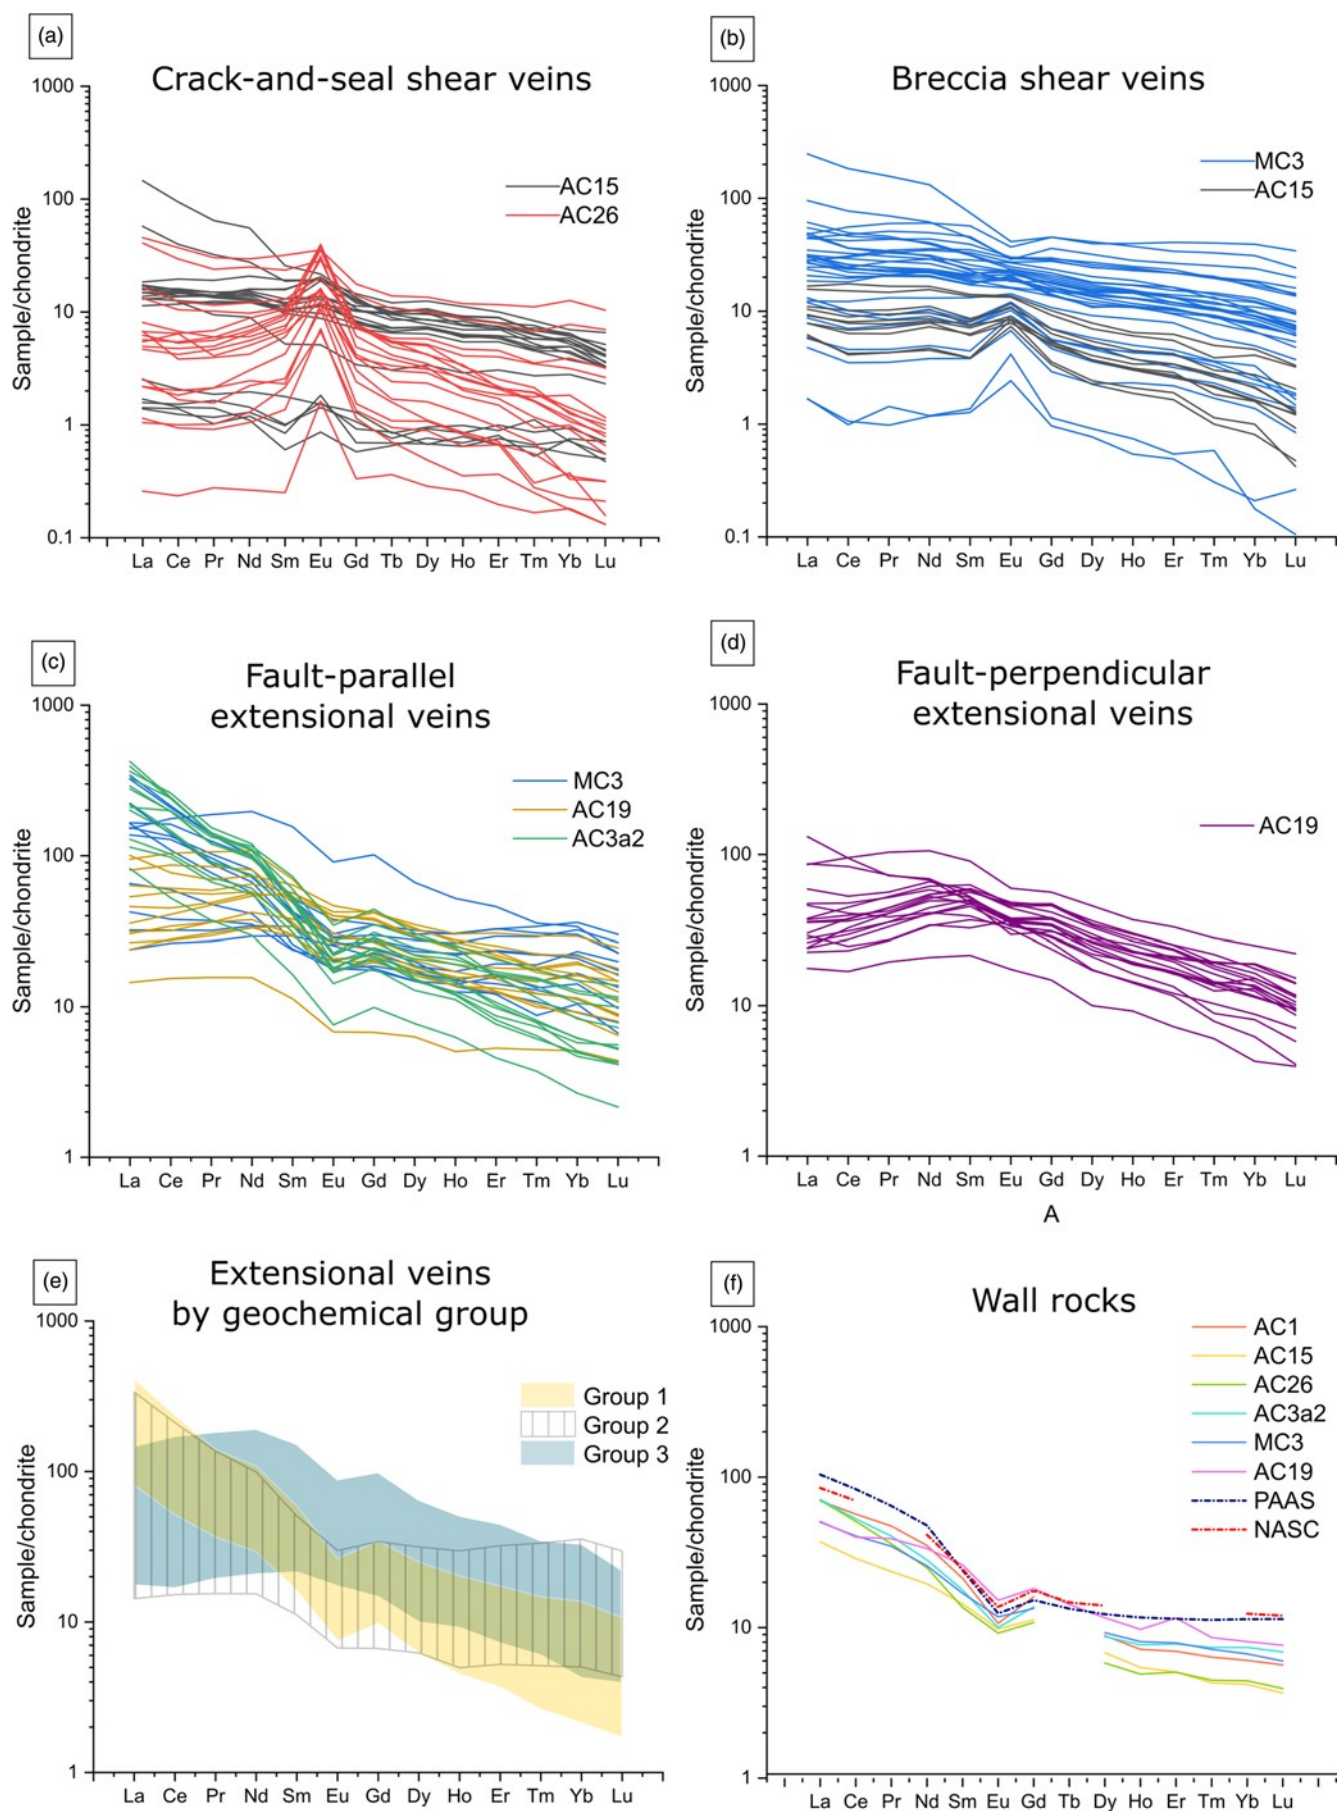 (a)
Crack-and-seal shear veins
1000
100
10
1
0.1
Sample/chondrite
AC15
AC26
La Ce Pr Nd Sm Eu Gd Tb Dy Ho Er Tm Yb Lu
(b)
Breccia shear veins
1000
100
10
1
0.1
Sample/chondrite
MC3
AC15
La Ce Pr Nd Sm Eu Gd Dy Ho Er Tm Yb Lu
(c)
Fault-parallel
extensional veins
1000
100
10
1
Sample/chondrite
MC3
AC19
AC3a2
La Ce Pr Nd Sm Eu Gd Dy Ho Er Tm Yb Lu
(d)
Fault-perpendicular
extensional veins
1000
100
10
1
Sample/chondrite
AC19
La Ce Pr Nd Sm Eu Gd Dy Ho Er Tm Yb Lu
A
(e)
Extensional veins
by geochemical group
1000
100
10
1
Sample/chondrite
Group 1
Group 2
Group 3
La Ce Pr Nd Sm Eu Gd Dy Ho Er Tm Yb Lu
(f)
Wall rocks
1000
100
10
1
Sample/chondrite
AC1
AC15
AC26
AC3a2
MC3
AC19
PAAS
NASC
La Ce Pr Nd Sm Eu Gd Tb Dy Ho Er Tm Yb Lu